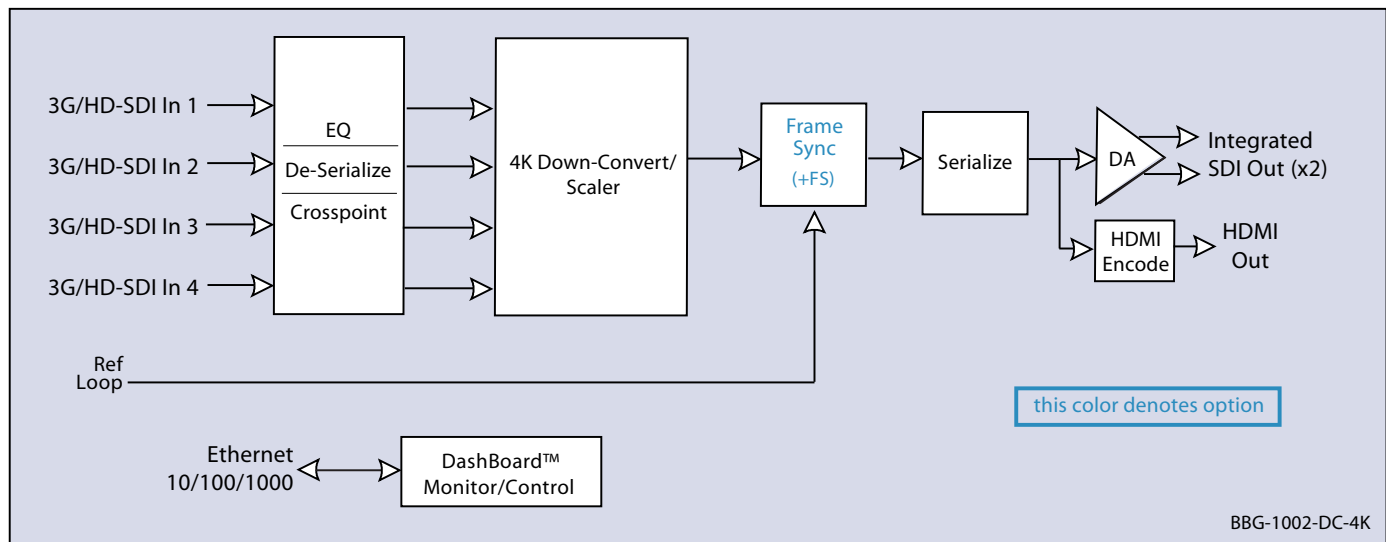 3G/HD-SDI In 1
3G/HD-SDI In 2
3G/HD-SDI In 3
3G/HD-SDI In 4
EQ
De-Serialize
Crosspoint
4K Down-Convert/
Scaler
Frame
Sync
(+FS)
Serialize
DA
Integrated
SDI Out (x2)
HDMI
Encode
HDMI
Out
Ref
Loop
this color denotes option
Ethernet
10/100/1000
DashBoard™
Monitor/Control
BBG-1002-DC-4K